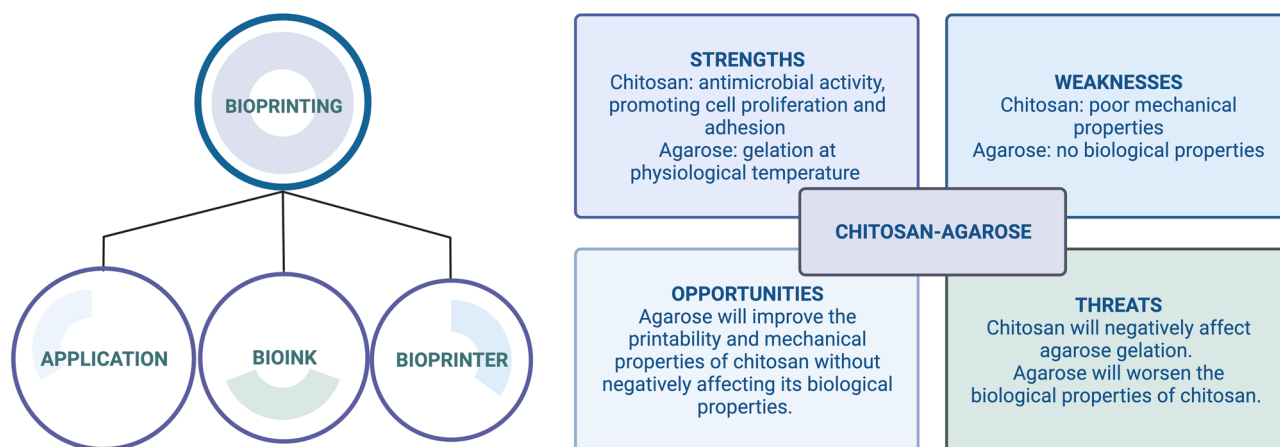 BIOPRINTING
APPLICATION
BIOINK
BIOPRINTER
STRENGTHS
Chitosan: antimicrobial activity,
promoting cell proliferation and
adhesion
Agarose: gelation at
physiological temperature
WEAKNESSES
Chitosan: poor mechanical
properties
Agarose: no biological properties
CHITOSAN-AGAROSE
OPPORTUNITIES
Agarose will improve the
printability and mechanical
properties of chitosan without
negatively affecting its biological
properties.
THREATS
Chitosan will negatively affect
agarose gelation.
Agarose will worsen the
biological properties of chitosan.